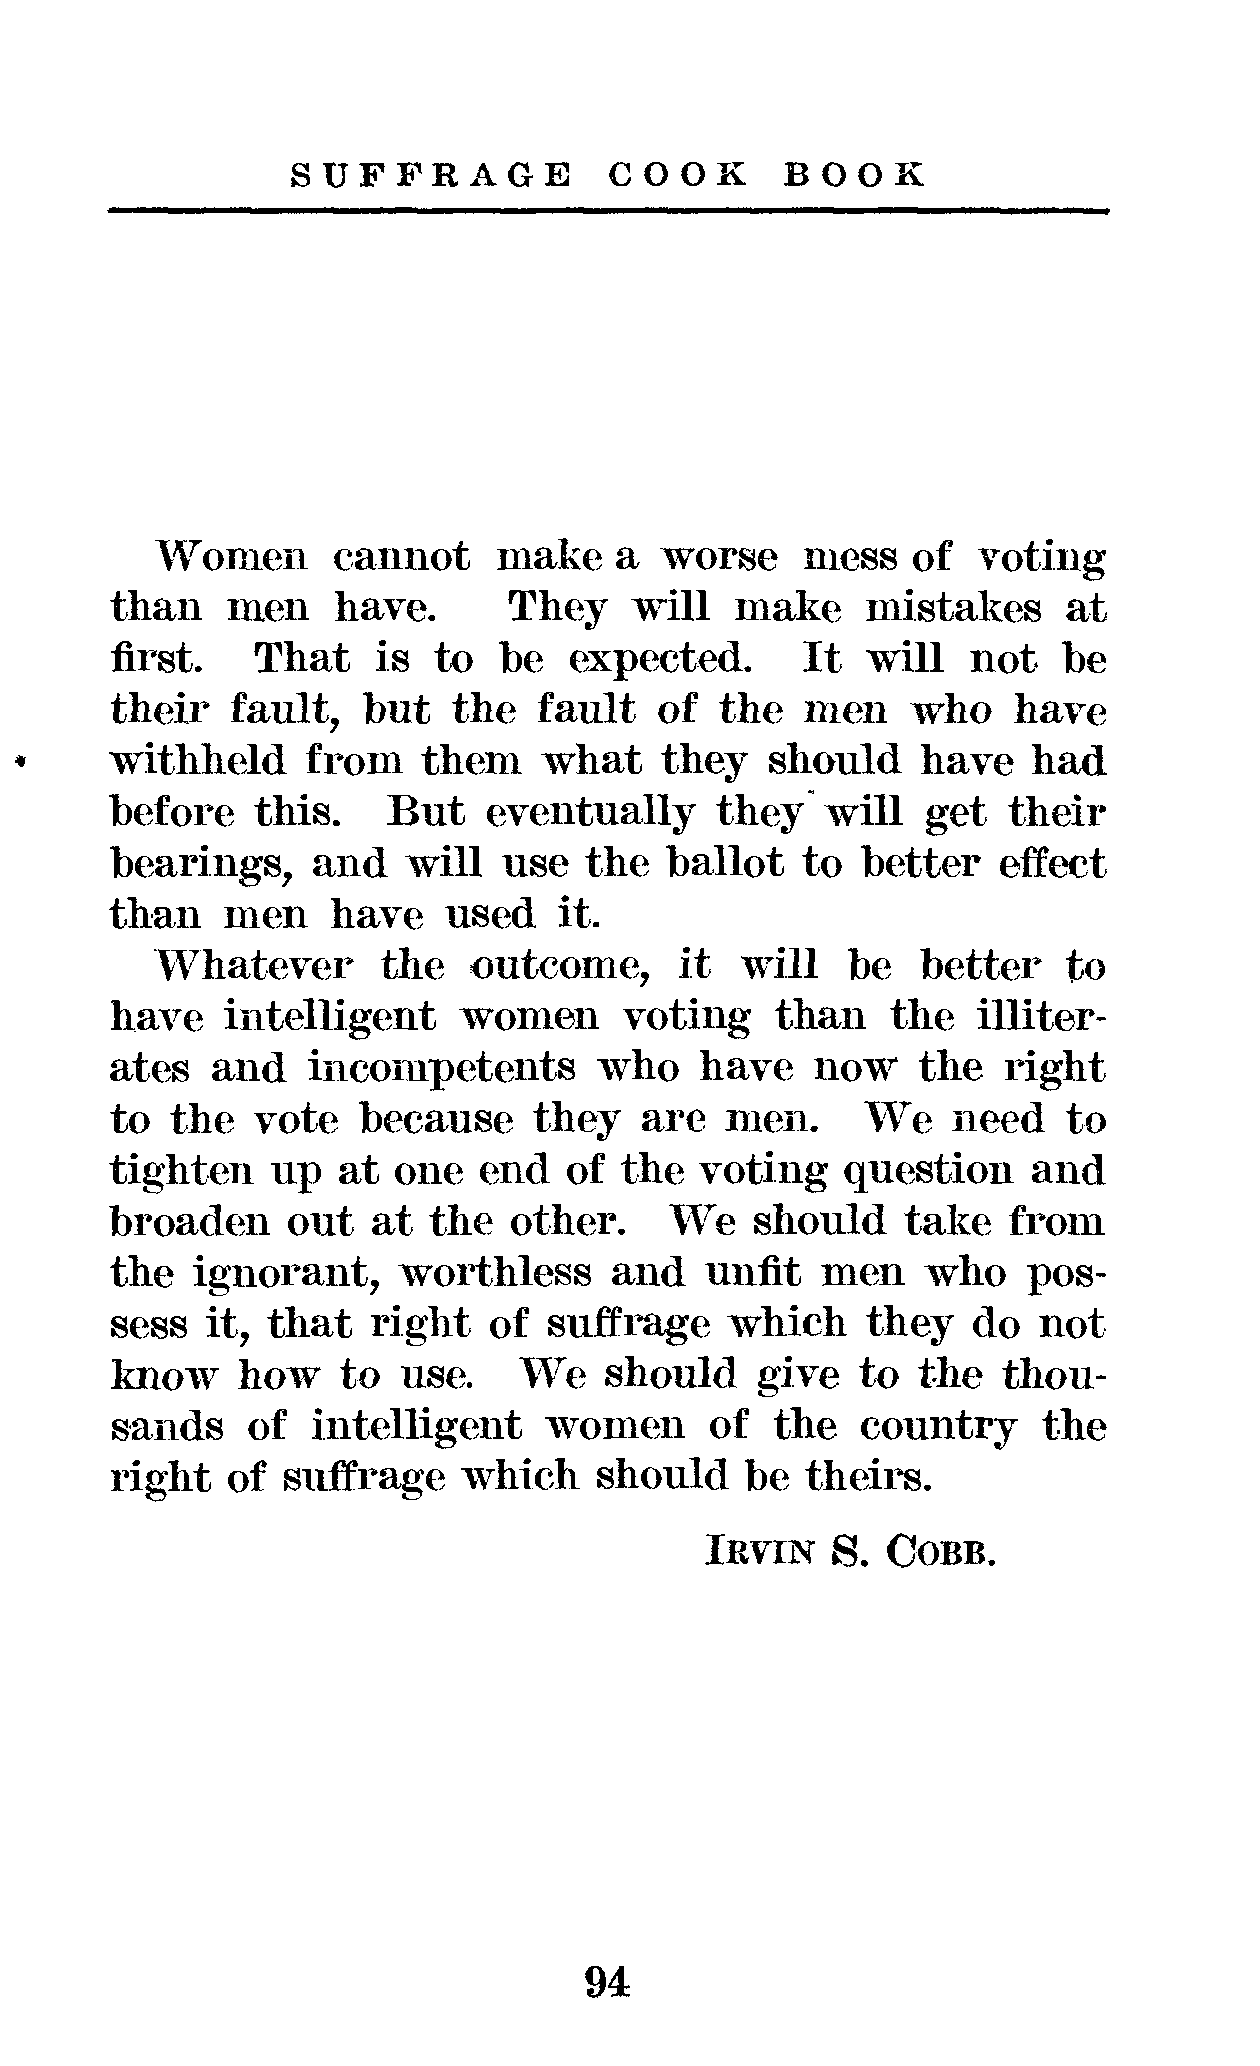 SUFFRAGE COOK BOOK
Women cannot make a worse mess of voting
than men have. They will make mistakes at
first. That is to be expected. It will not be
their fault, but the fault of the men who have
withheld from them what they should have had
before this. But eventually they will get their
bearings, and will use the ballot to better effect
than men have used it.
Whatever the outcome, it will be better to
have intelligent women voting than the illiter-
ates and incompetents who have now the right
to the vote because they are men. We need to
tighten up at one end of the voting question and
broaden out at the other. We should take from
the ignorant, worthless and unfit men who pos-
sess it, that right of suffrage which they do not
know how to use. We should give to the thou-
sands of intelligent women of the country the
right of suffrage which should be theirs.
IRVIN S. COBB.
94